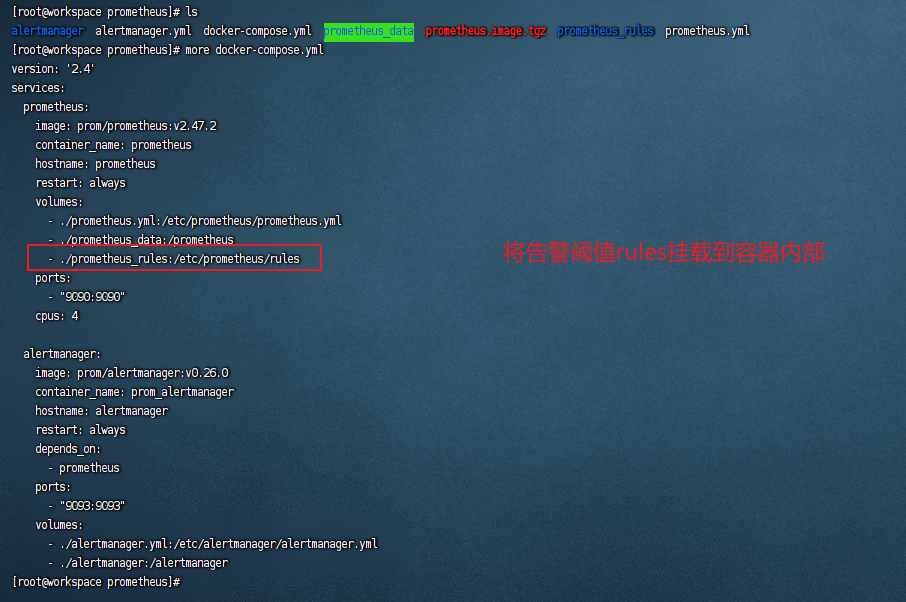 [root@workspace prometheus]# ls
alertmanager alertmanager.yml docker-compose.yml prometheus_data prometheus.image.tgz prometheus_rules prometheus.yml
[root@workspace prometheus]# more docker-compose.yml
version: '2.4'
services:
  prometheus:
    image: prom/prometheus:v2.47.2
    container_name: prometheus
    hostname: prometheus
    restart: always
    volumes:
      - ./prometheus.yml:/etc/prometheus/prometheus.yml
      - ./prometheus_data:/prometheus
      - ./prometheus_rules:/etc/prometheus/rules
将告警阈值rules挂载到容器内部
    ports:
      - "9090:9090"
    cpus: 4
  alertmanager:
    image: prom/alertmanager:v0.26.0
    container_name: prom_alertmanager
    hostname: alertmanager
    restart: always
    depends_on:
      - prometheus
    ports:
      - "9093:9093"
    volumes:
      - ./alertmanager.yml:/etc/alertmanager/alertmanager.yml
      - ./alertmanager:/alertmanager
[root@workspace prometheus]#